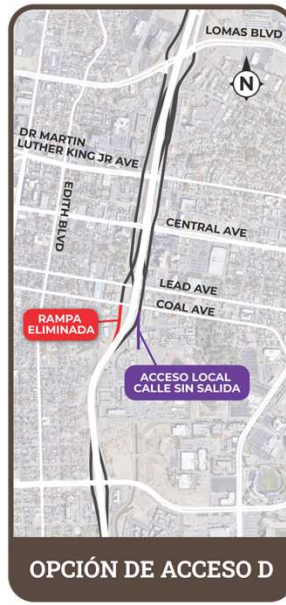 LOMAS BLVD
N
DR MARTIN
LUTHER KING JR AVE
EDITH BLVD
CENTRAL AVE
LEAD AVE
COAL AVE
RAMPA
ELIMINADA
ACCESO LOCAL
CALLE SIN SALIDA
OPCIÓN DE ACCESO D